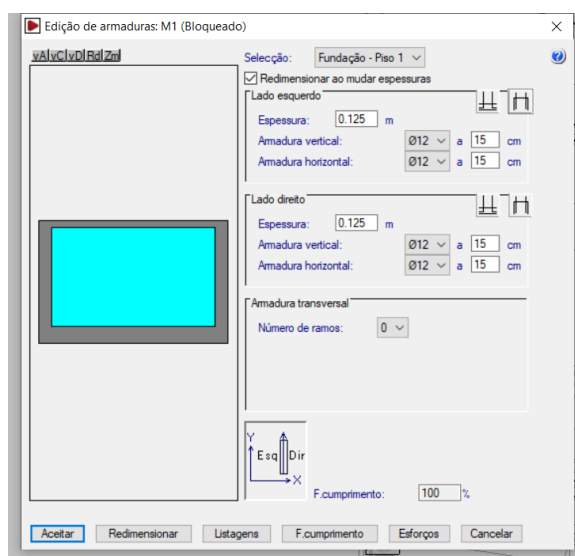 Edição de armaduras: M1 (Bloqueado)
vA vC vD Rd Zm
Selecção: Fundação - Piso 1
Redimensionar ao mudar espessuras
Lado esquerdo
Espessura: 0.125 m
Armadura vertical: Ø12 a 15 cm
Armadura horizontal: Ø12 a 15 cm
Lado direito
Espessura: 0.125 m
Armadura vertical: Ø12 a 15 cm
Armadura horizontal: Ø12 a 15 cm
Armadura transversal
Número de ramos: 0
Y
Esq Dir
X
F.cumprimento: 100 %
Aceitar Redimensionar Listagens F.cumprimento Esforços Cancelar